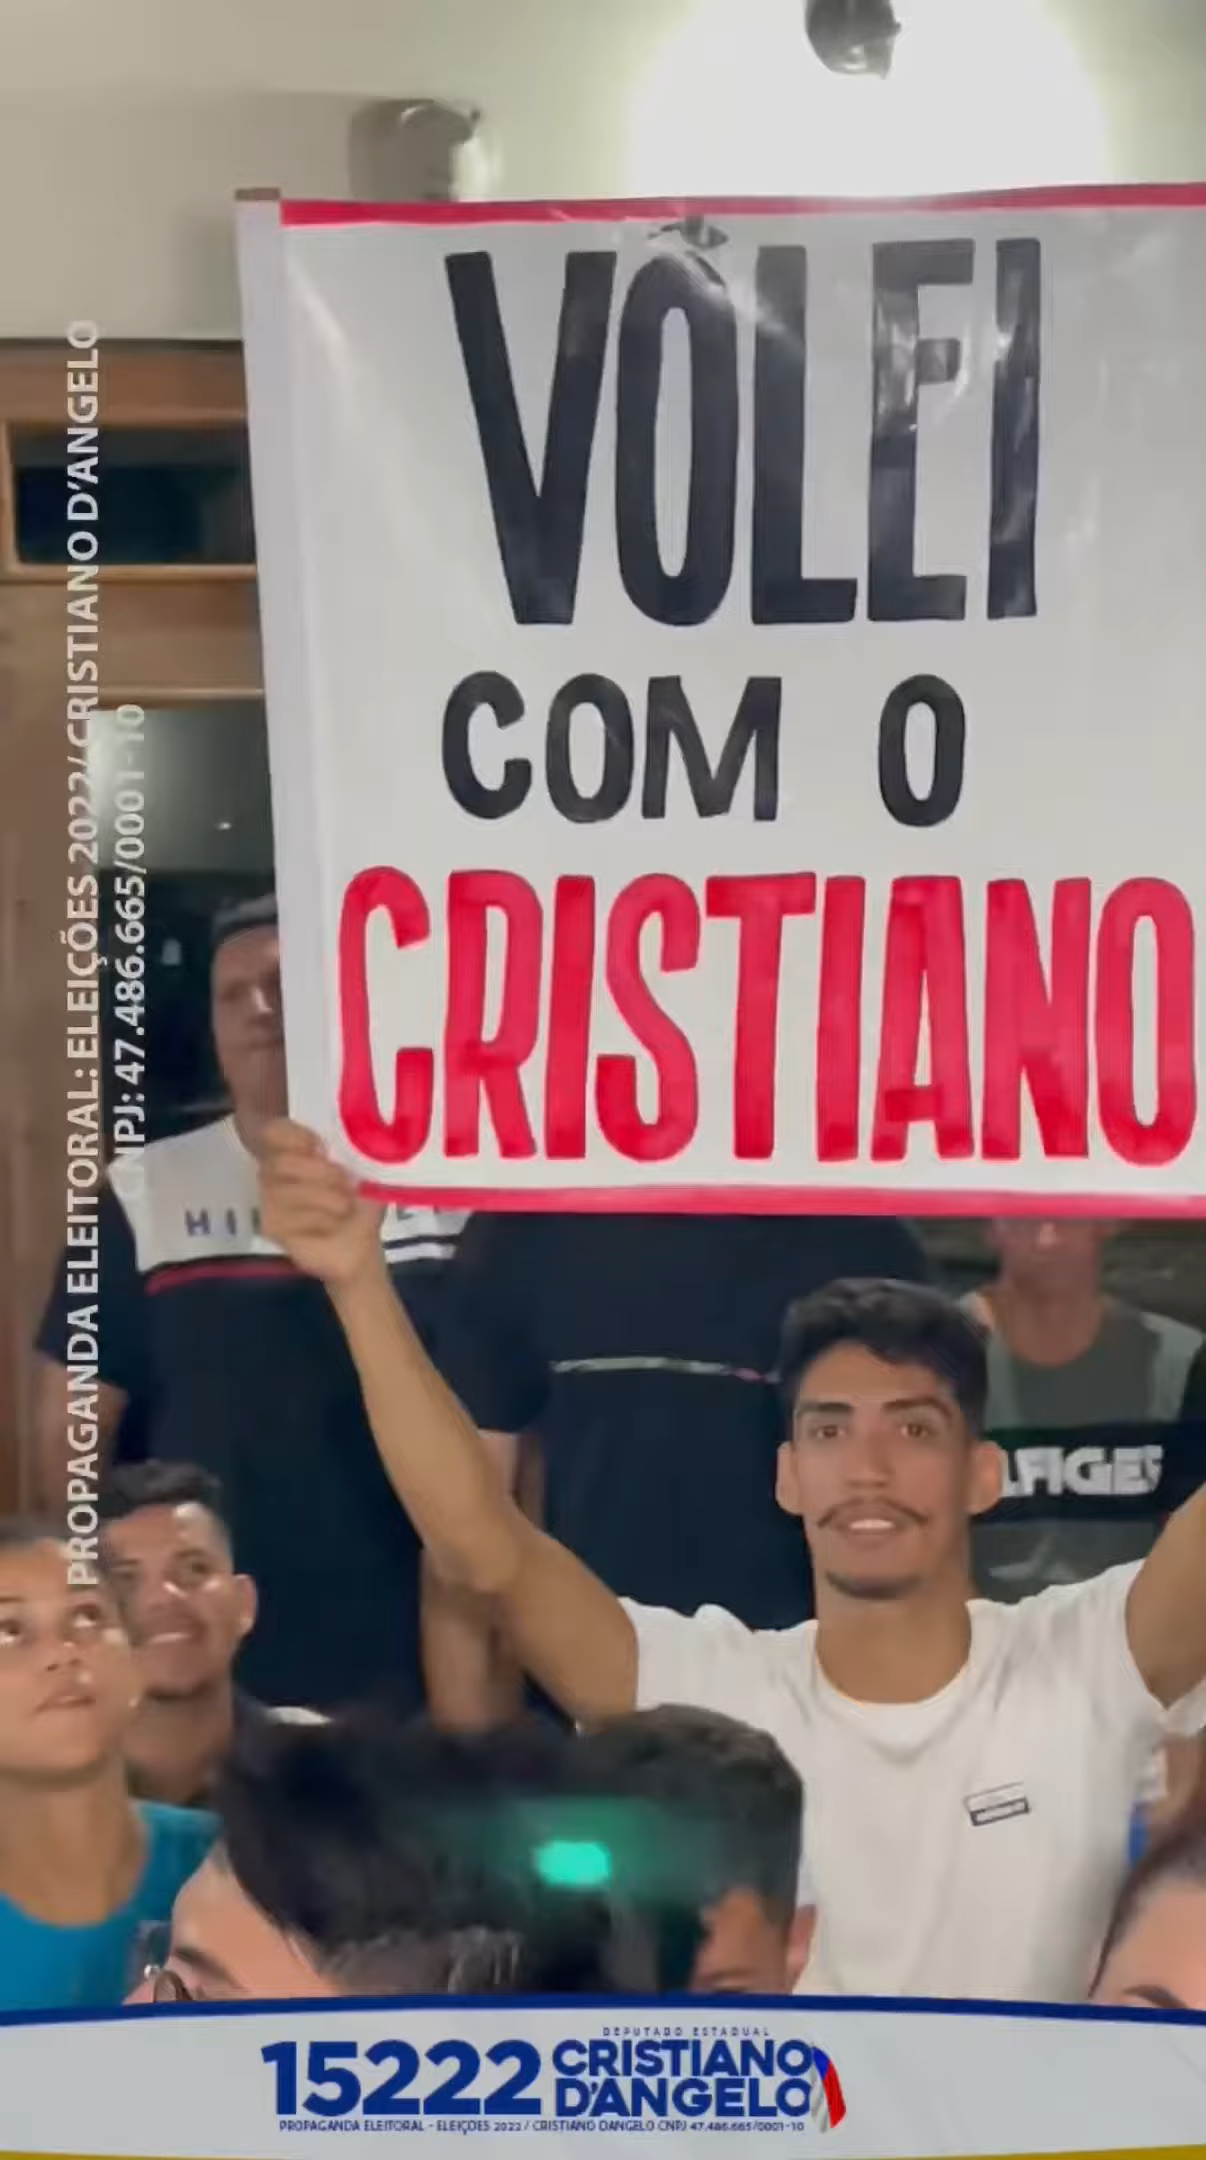 VÔLEI
COM O
CRISTIANO
PROPAGANDA ELEITORAL: ELEIÇÕES 2022/ CRISTIANO D'ANGELO
CNPJ: 47.486.665/0001-10
DEPUTADO ESTADUAL
15222 CRISTIANO
D'ANGELO
PROPAGANDA ELEITORAL - ELEIÇÕES 2022 / CRISTIANO DANGELO CNPJ 47.486.665/0001-10